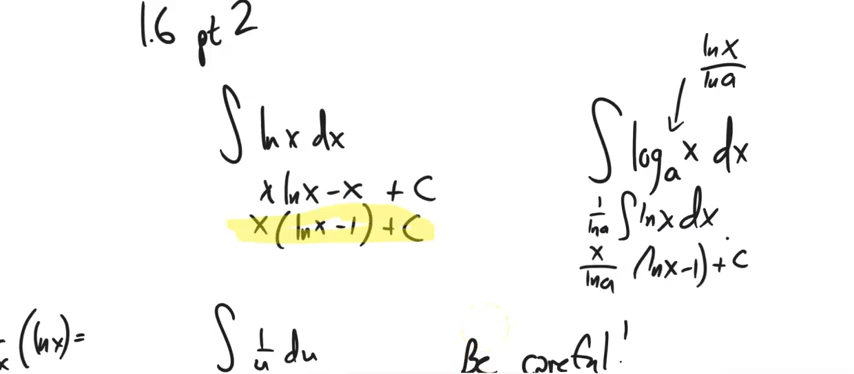 1.6 pt 2
∫ ln x dx
x ln x - x + C
x (ln x - 1) + C
ln x / ln a
∫ log_a x dx
1/ln a ∫ ln x dx
x/ln a (ln x - 1) + C
(ln x) =
∫ 1/u du
Be careful!